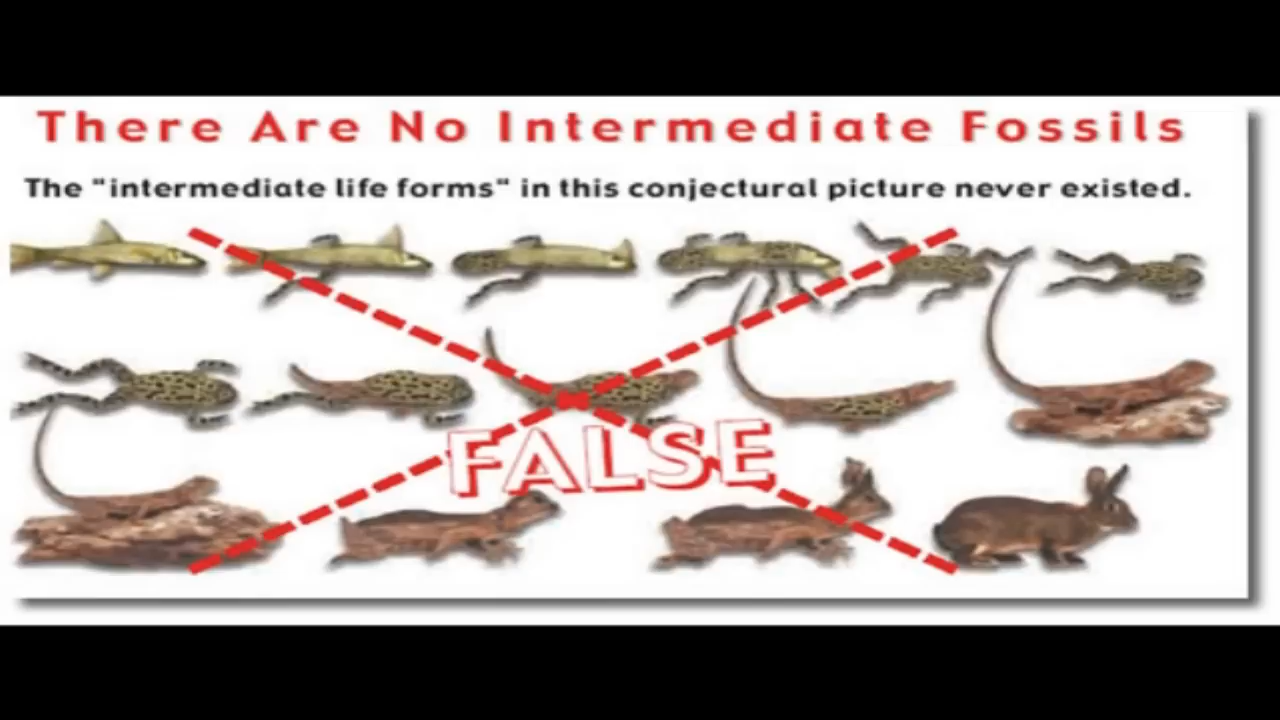 There Are No Intermediate Fossils
The "intermediate life forms" in this conjectural picture never existed.
FALSE